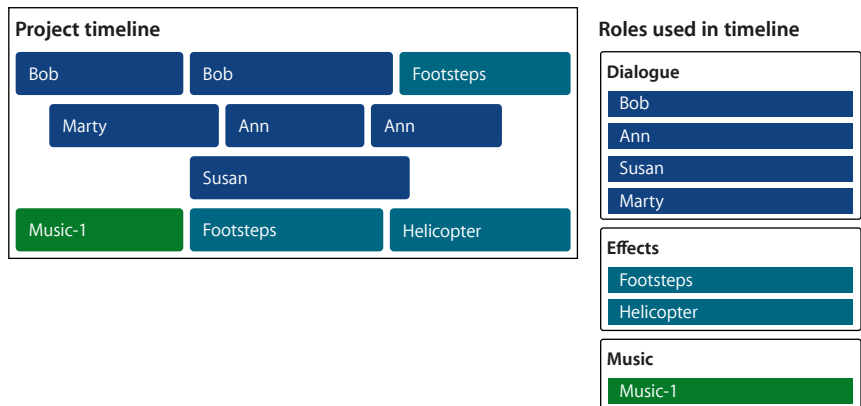 Project timeline
Bob Bob Footsteps
Marty Ann Ann
Susan
Music-1 Footsteps Helicopter
Roles used in timeline
Dialogue
Bob
Ann
Susan
Marty
Effects
Footsteps
Helicopter
Music
Music-1